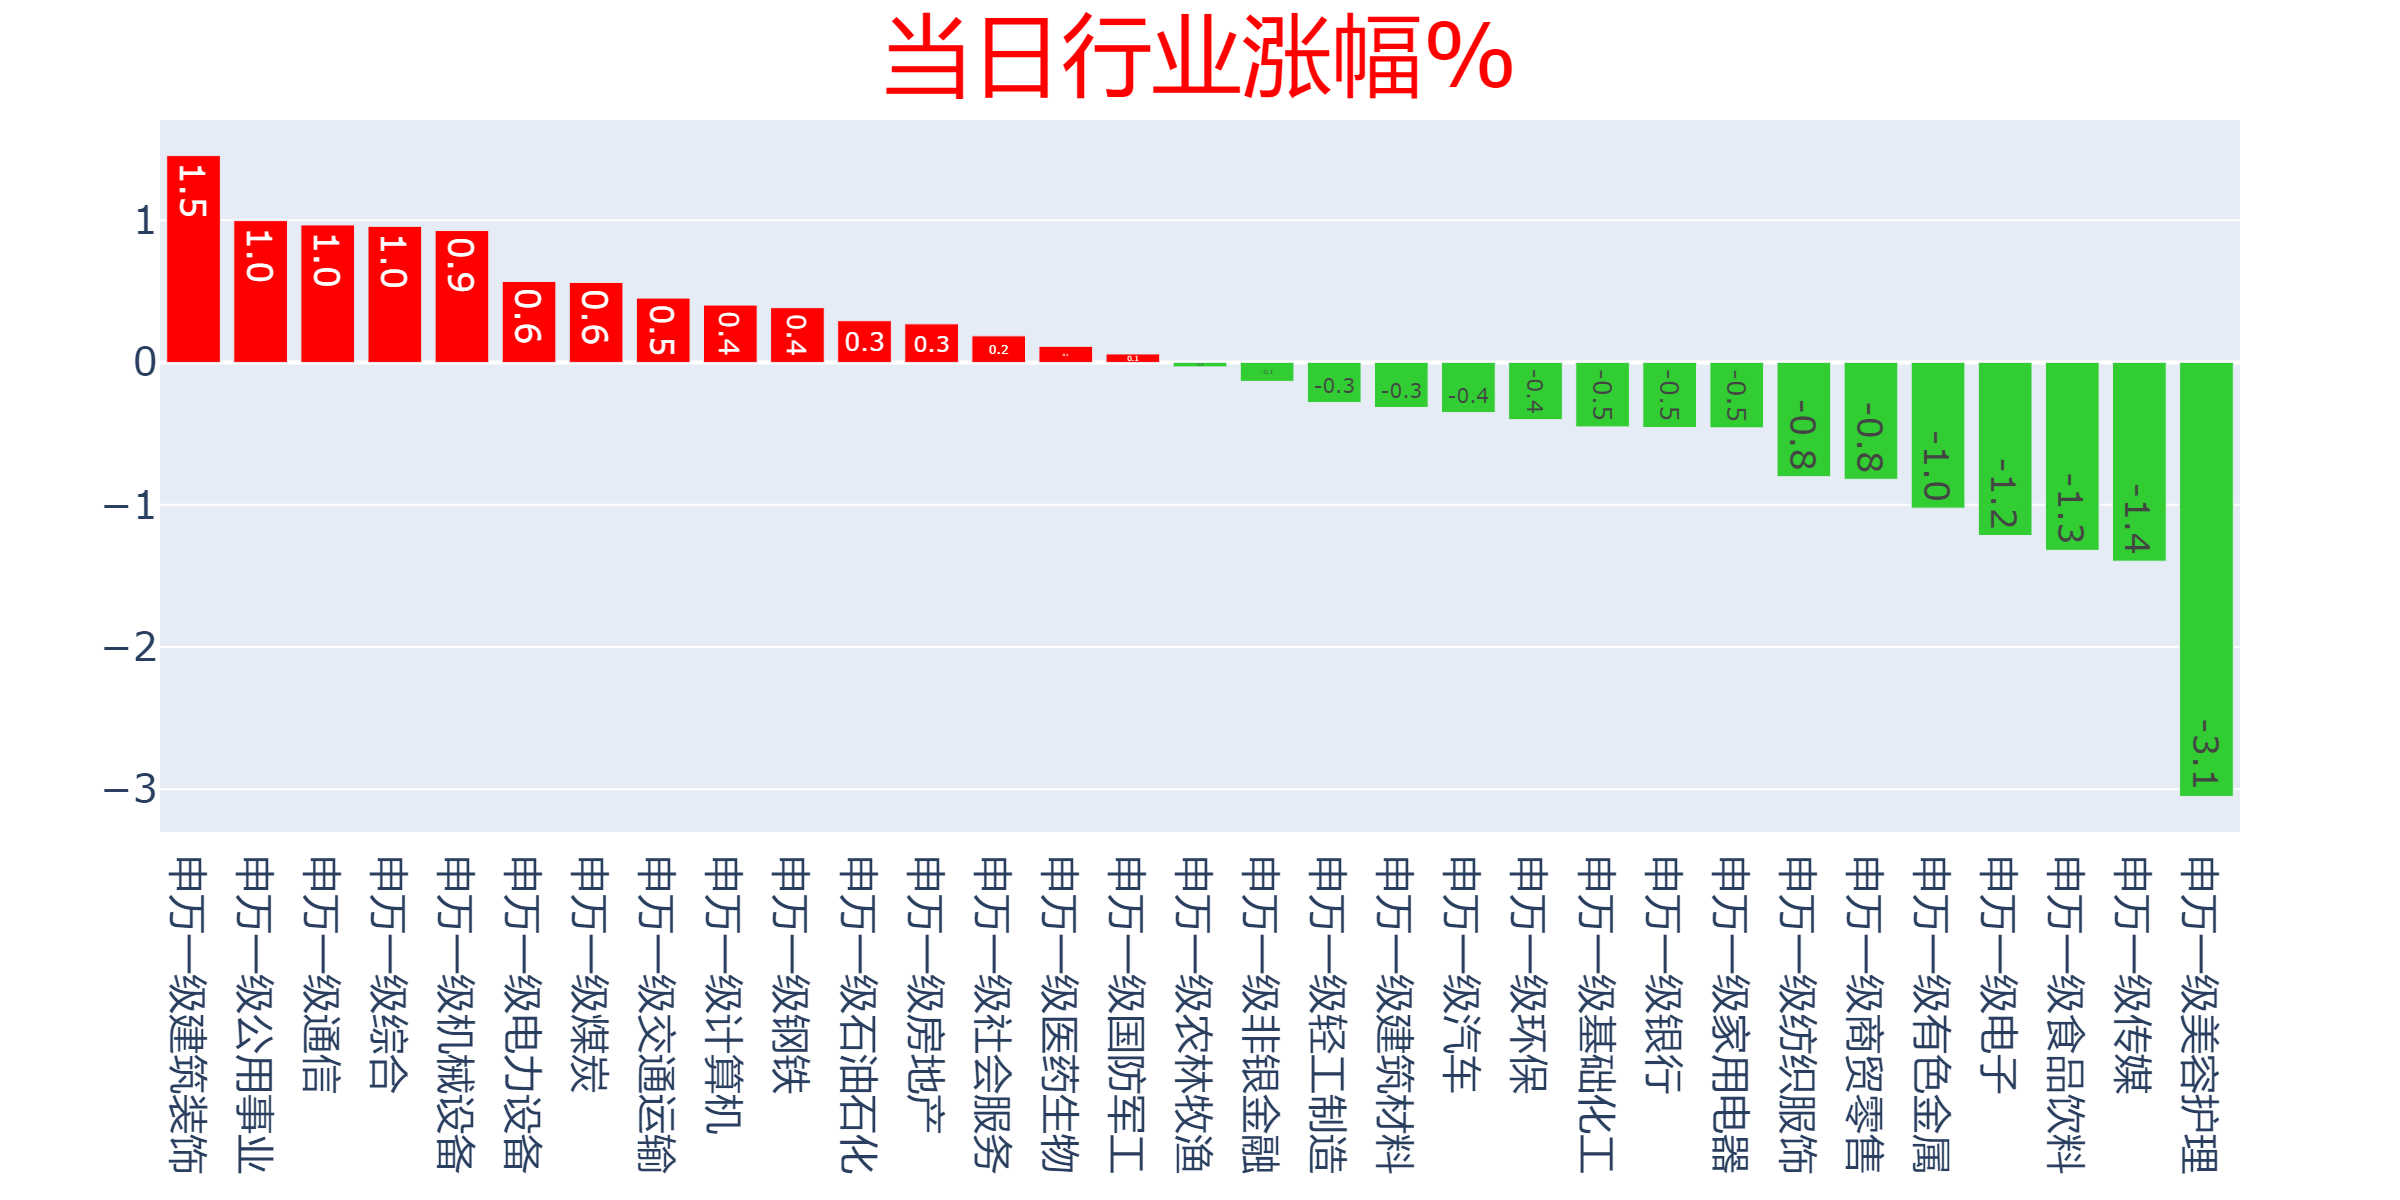 当日行业涨幅%
1
0
−1
−2
−3
1.5
1.0
1.0
1.0
0.9
0.6
0.6
0.5
0.4
0.4
0.3
0.3
0.2
0.1
-0.1
-0.3
-0.3
-0.4
-0.4
-0.5
-0.5
-0.5
-0.8
-0.8
-1.0
-1.2
-1.3
-1.4
-3.1
申万一级建筑装饰
申万一级公用事业
申万一级通信
申万一级综合
申万一级机械设备
申万一级电力设备
申万一级煤炭
申万一级交通运输
申万一级计算机
申万一级钢铁
申万一级石油石化
申万一级房地产
申万一级社会服务
申万一级医药生物
申万一级国防军工
申万一级农林牧渔
申万一级非银金融
申万一级轻工制造
申万一级建筑材料
申万一级汽车
申万一级环保
申万一级基础化工
申万一级银行
申万一级家用电器
申万一级纺织服饰
申万一级商贸零售
申万一级有色金属
申万一级电子
申万一级食品饮料
申万一级传媒
申万一级美容护理